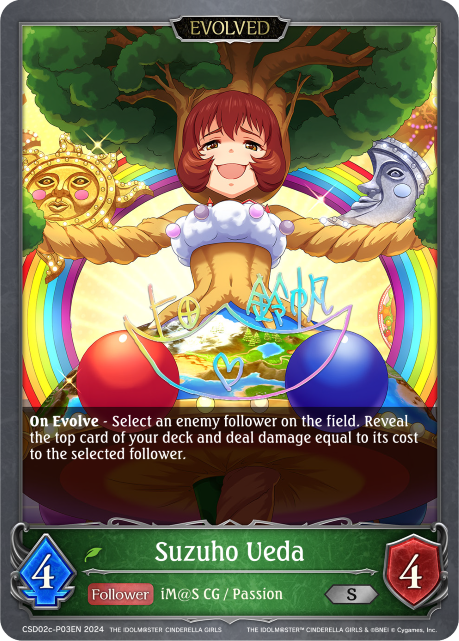 EVOLVED
On Evolve - Select an enemy follower on the field. Reveal
the top card of your deck and deal damage equal to its cost
to the selected follower.
Suzuho Ueda
4
4
Follower
iM@S CG / Passion
S
CSD02c-P03EN 2024 THE IDOLM@STER CINDERELLA GIRLS
THE IDOLM@STER™ CINDERELLA GIRLS & ©BNEI © Cygames, Inc.